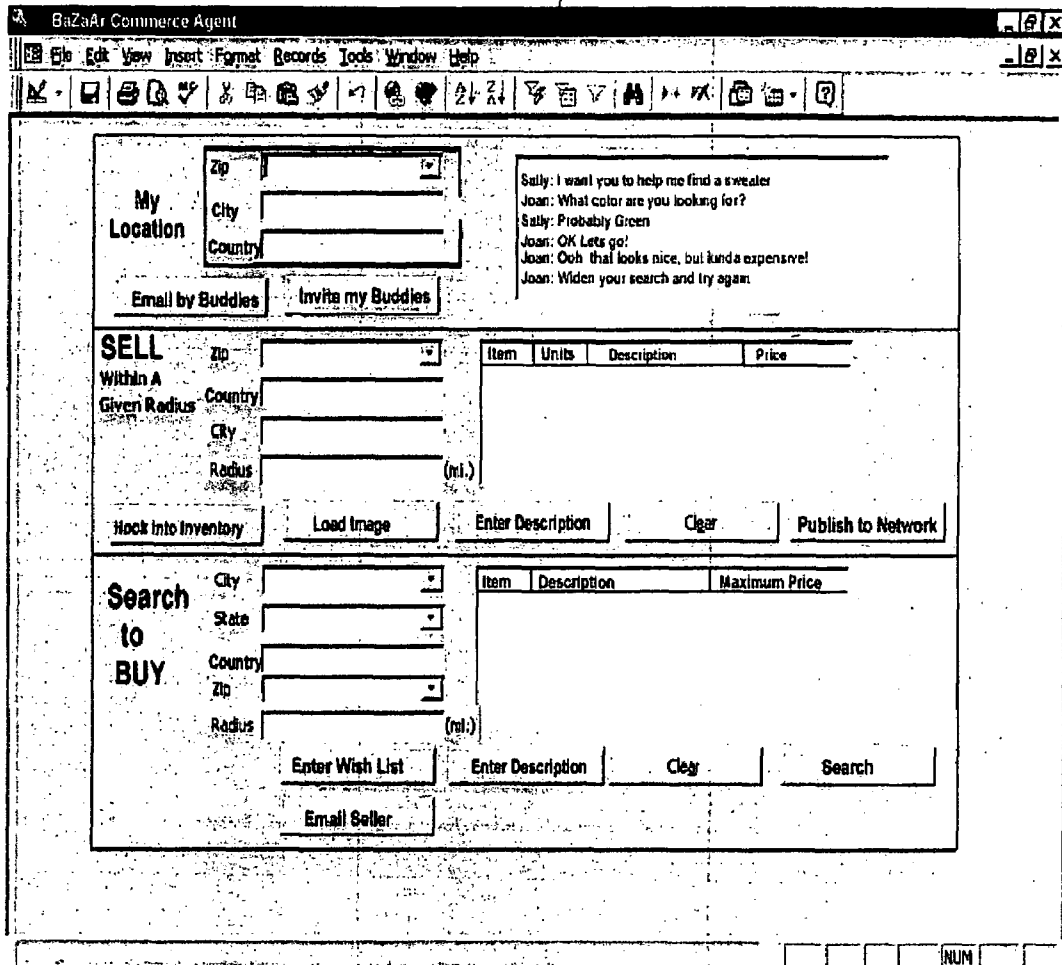 BaZaAr Commerce Agent
File Edit View Insert Format Records Tools Window Help
My Location
Zip
City
Country
Email by Buddies
Invite my Buddies
Sally: I want you to help me find a sweater
Joan: What color are you looking for?
Sally: Probably Green
Joan: OK Lets go!
Joan: Ooh that looks nice, but kinda expensive!
Joan: Widen your search and try again
SELL
Within A
Given Radius
Zip
Country
City
Radius (mi.)
Item Units Description Price
Hock into Inventory
Load Image
Enter Description
Clear
Publish to Network
Search
to
BUY
City
State
Country
Zip
Radius (mi.)
Item Description Maximum Price
Enter Wish List
Enter Description
Clear
Search
Email Seller
NUM